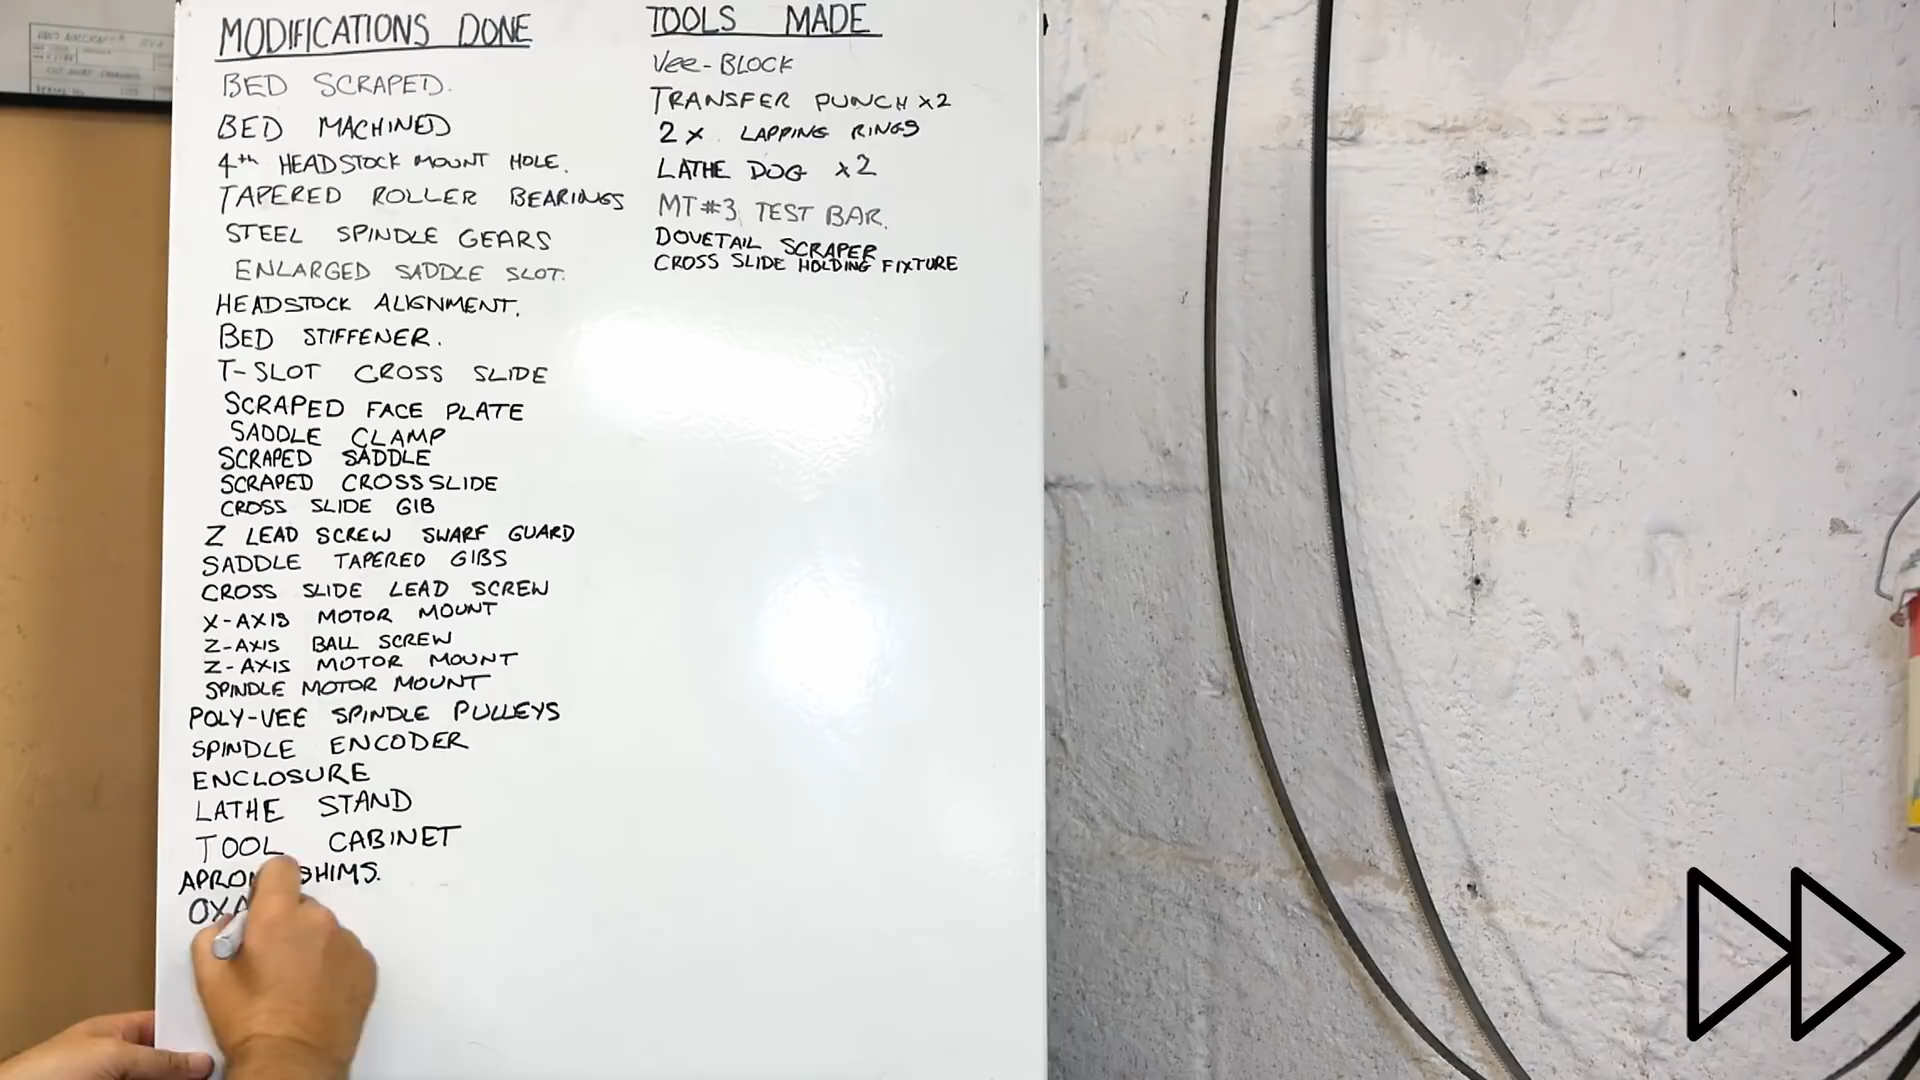 MODIFICATIONS DONE
BED SCRAPED.
BED MACHINED
4th HEADSTOCK MOUNT HOLE.
TAPERED ROLLER BEARINGS
STEEL SPINDLE GEARS
ENLARGED SADDLE SLOT.
HEADSTOCK ALIGNMENT.
BED STIFFENER.
T-SLOT CROSS SLIDE
SCRAPED FACE PLATE
SADDLE CLAMP
SCRAPED SADDLE
SCRAPED CROSSSLIDE
CROSS SLIDE GIB
Z LEAD SCREW SWARF GUARD
SADDLE TAPERED GIBS
CROSS SLIDE LEAD SCREW
X-AXIS MOTOR MOUNT
Z-AXIS BALL SCREW
Z-AXIS MOTOR MOUNT
SPINDLE MOTOR MOUNT
POLY-VEE SPINDLE PULLEYS
SPINDLE ENCODER
ENCLOSURE
LATHE STAND
TOOL CABINET
APRON SHIMS.
TOOLS MADE
Vee-BLOCK
TRANSFER PUNCH x2
2 x LAPPING RINGS
LATHE DOG x2
MT#3 TEST BAR.
DOVETAIL SCRAPER
CROSS SLIDE HOLDING FIXTURE